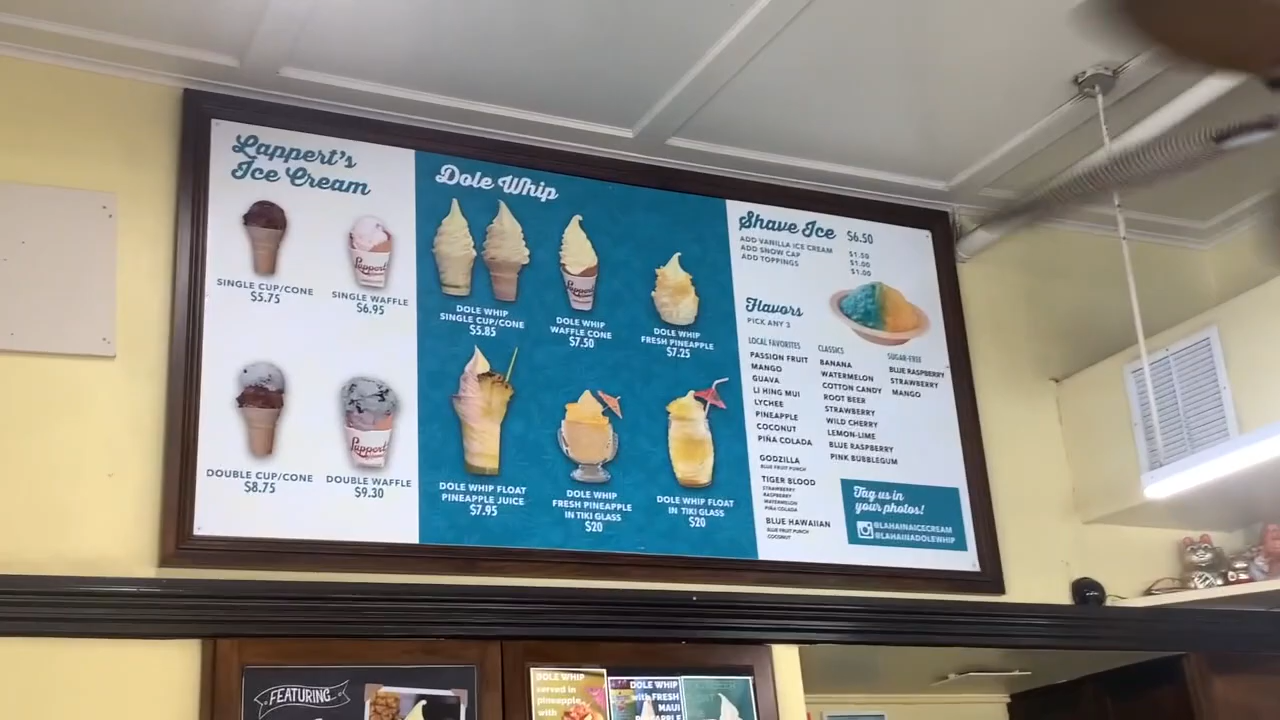 Lappert's
Ice Cream
SINGLE CUP/CONE
$5.75
SINGLE WAFFLE
$6.95
DOUBLE CUP/CONE
$8.75
DOUBLE WAFFLE
$9.30
Lappert's
Lappert's
Dole Whip
DOLE WHIP
SINGLE CUP/CONE
$5.85
DOLE WHIP
WAFFLE CONE
$7.50
DOLE WHIP
FRESH PINEAPPLE
$7.25
DOLE WHIP FLOAT
PINEAPPLE JUICE
$7.95
DOLE WHIP
FRESH PINEAPPLE
IN TIKI GLASS
$20
DOLE WHIP FLOAT
IN TIKI GLASS
$20
Lappert's
Shave Ice $6.50
ADD VANILLA ICE CREAM $1.50
ADD SNOW CAP $1.00
ADD TOPPINGS $1.00
Flavors
PICK ANY 3
LOCAL FAVORITES
PASSION FRUIT
MANGO
GUAVA
LI HING MUI
LYCHEE
PINEAPPLE
COCONUT
PIÑA COLADA
GODZILLA
BLUE FRUIT PUNCH
TIGER BLOOD
STRAWBERRY
RASPBERRY
WATERMELON
PIÑA COLADA
BLUE HAWAIIAN
BLUE FRUIT PUNCH
COCONUT
CLASSICS
BANANA
WATERMELON
COTTON CANDY
ROOT BEER
STRAWBERRY
WILD CHERRY
LEMON-LIME
BLUE RASPBERRY
PINK BUBBLEGUM
SUGAR-FREE
BLUE RASPBERRY
STRAWBERRY
MANGO
Tag us in
your photos!
@LAHAINAICECREAM
@LAHAINADOLEWHIP
FEATURING
DOLE WHIP
served in
pineapple
with
DOLE WHIP
with FRESH
MAUI
PINEAPPLE